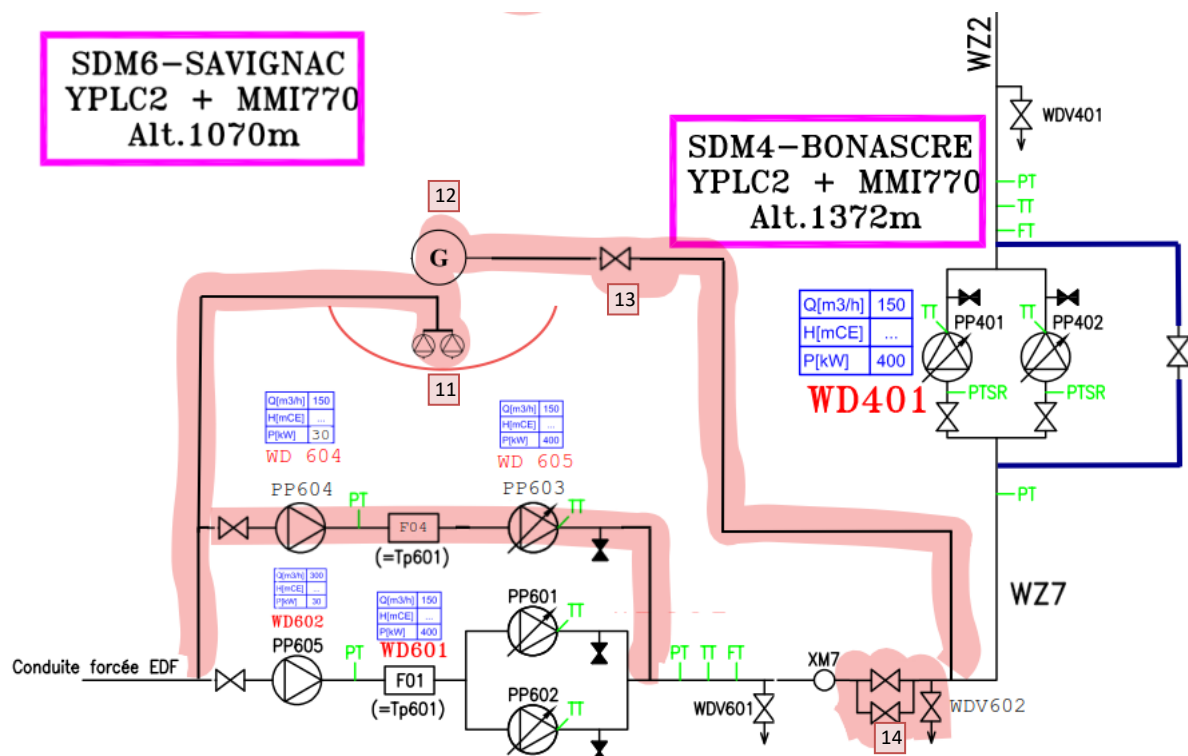 SDM6-SAVIGNAC
YPLC2 + MMI770
Alt.1070m
WZ2
WDV401
SDM4-BONASCRE
YPLC2 + MMI770
Alt.1372m
PT
TT
FT
12
G
13
Q[m3/h] 150
H[mCE] ...
P[kW] 400
WD401
TT
PP401
TT
PP402
PTSR
PTSR
11
Q[m3/h] 150
H[mCE] ...
P[kW] 30
WD 604
Q[m3/h] 150
H[mCE] ...
P[kW] 400
WD 605
PP604
PT
F04
(=Tp601)
PP603
TT
PT
Q[m3/h] 300
H[mCE] ...
P[kW] 30
WD602
Q[m3/h] 150
H[mCE] ...
P[kW] 400
WD601
PP601
TT
WZ7
Conduite forcée EDF
PP605
PT
F01
(=Tp601)
PP602
TT
PT
TT
FT
WDV601
XM7
WDV602
14